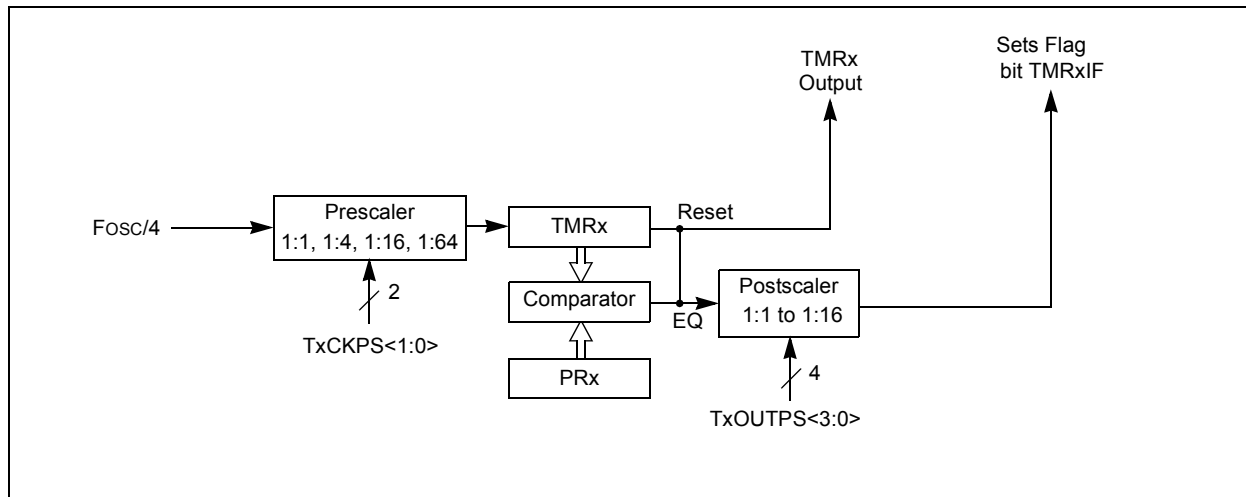 TMRx
Output
Sets Flag
bit TMRxIF
Fosc/4
Prescaler
1:1, 1:4, 1:16, 1:64
2
TxCKPS<1:0>
TMRx
Reset
Comparator
EQ
PRx
Postscaler
1:1 to 1:16
4
TxOUTPS<3:0>